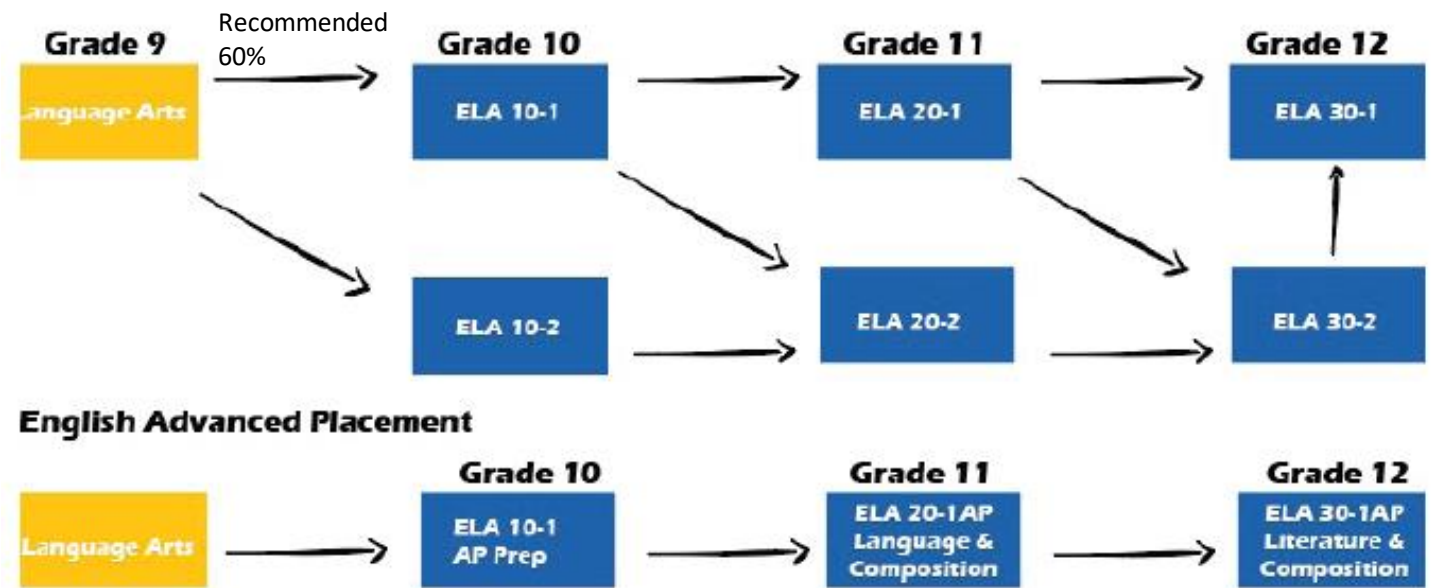 Recommended
60%
Grade 9
Grade 10
Grade 11
Grade 12
anguage Arts
ELA 10-1
ELA 20-1
ELA 30-1
ELA 10-2
ELA 20-2
ELA 30-2
English Advanced Placement
Grade 10
Grade 11
Grade 12
Language Arts
ELA 10-1
AP Prep
ELA 20-1AP
Language &
Composition
ELA 30-1AP
Literature &
Composition